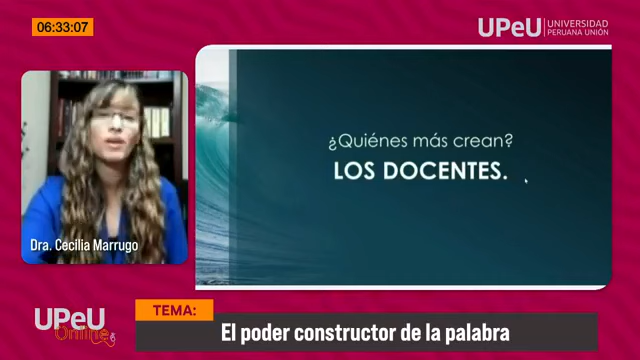 06:33:07
UPeU
UNIVERSIDAD
PERUANA UNIÓN
¿Quiénes más crean?
LOS DOCENTES.
Dra. Cecilia Marrugo
UPeU
Online
TEMA:
El poder constructor de la palabra